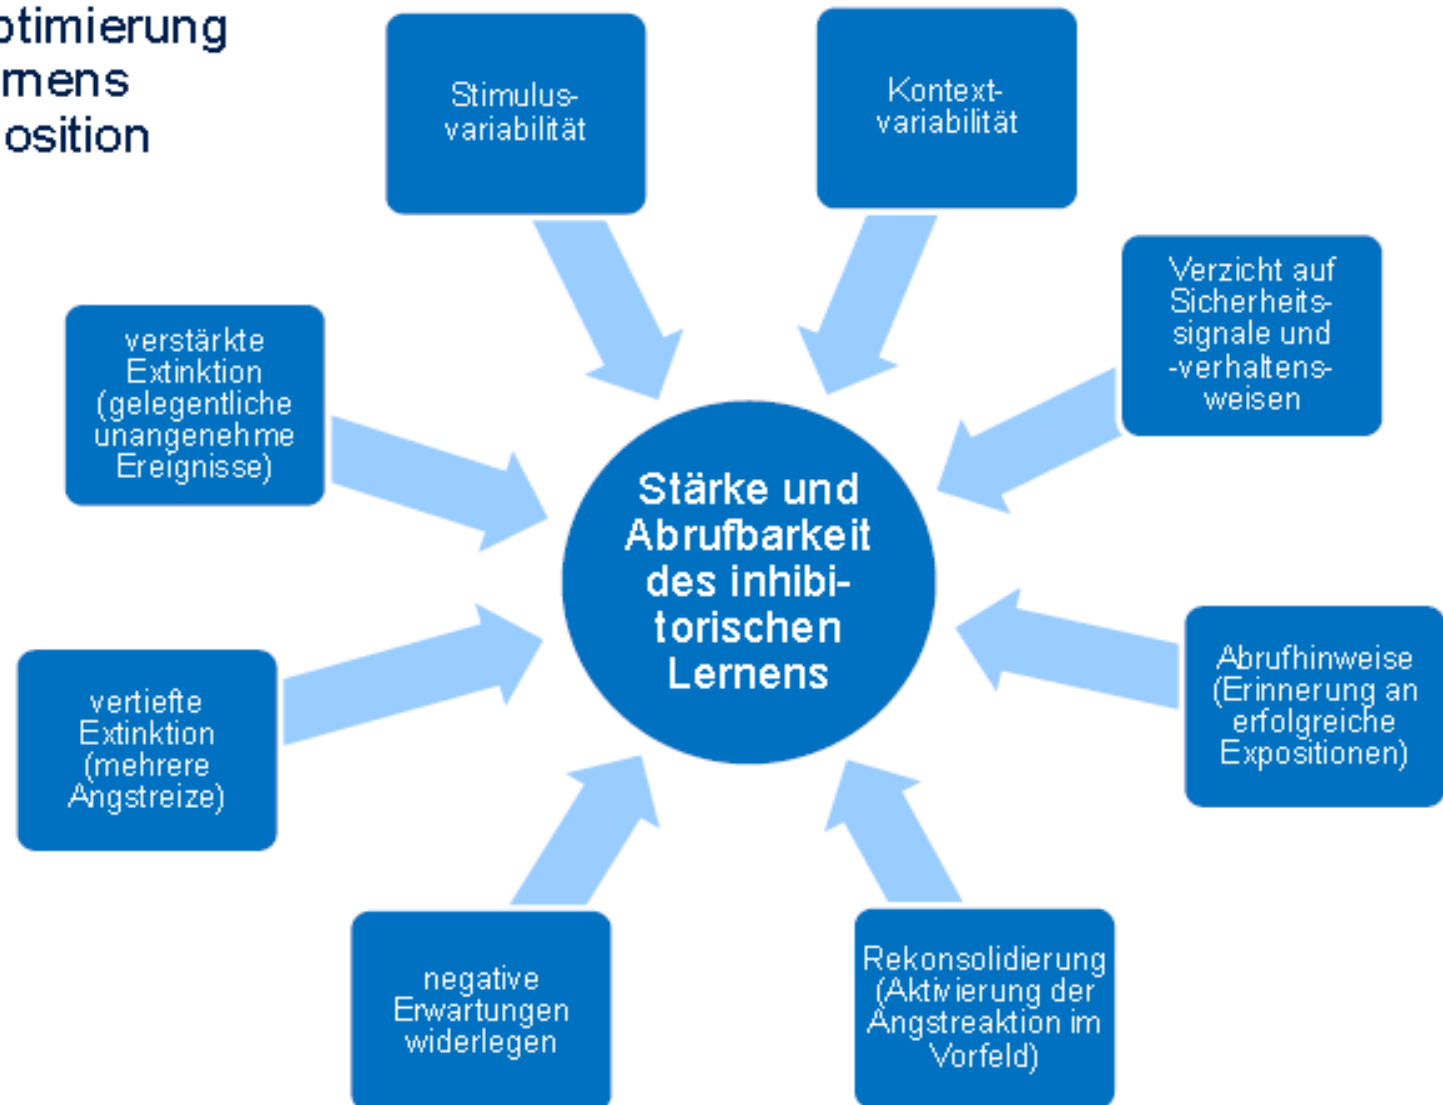 ptimierung
rnens
osition
Stimulus-
variabilität
Kontext-
variabilität
Verzicht auf
Sicherheits-
signale und
-verhaltens-
weisen
verstärkte
Extinktion
(gelegentliche
unangenehme
Ereignisse)
Stärke und
Abrufbarkeit
des inhibi-
torischen
Lernens
Abrufhinweise
(Erinnerung an
erfolgreiche
Expositionen)
vertiefte
Extinktion
(mehrere
Angstreize)
negative
Erwartungen
widerlegen
Rekonsolidierung
(Aktivierung der
Angstreaktion im
Vorfeld)